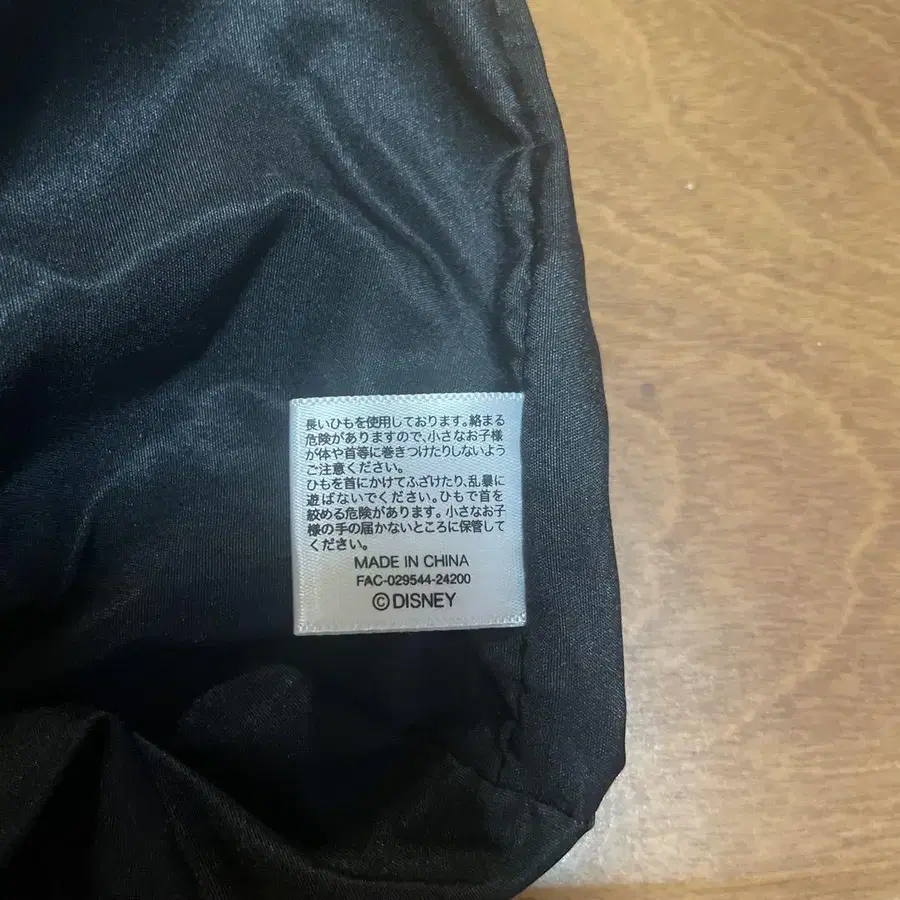 長いひもを使用しております。絡まる
危険がありますので、小さなお子様
が体や首等に巻きつけたりしないよう
ご注意ください。
ひもを首にかけてふざけたり、乱暴に
遊ばないでください。ひもで首を
絞める危険があります。小さなお子
様の手の届かないところに保管して
ください。
MADE IN CHINA
FAC-029544-24200
©DISNEY